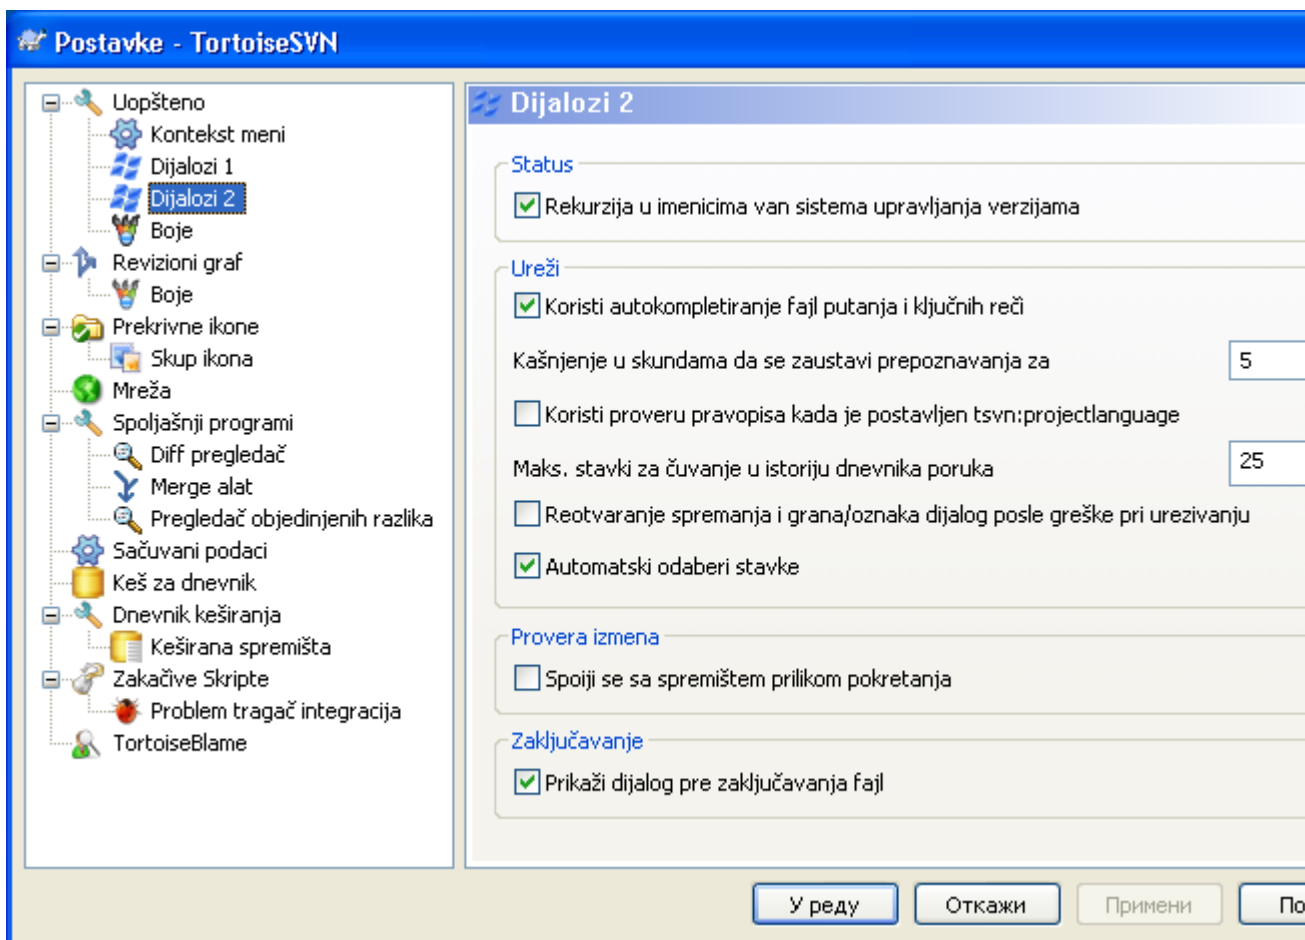 Postavke - TortoiseSVN
Uopšteno
Kontekst meni
Dijalozi 1
Dijalozi 2
Boje
Revizioni graf
Boje
Prekrivne ikone
Skup ikona
Mreža
Spoljašnji programi
Diff pregledač
Merge alat
Pregledač objedinjenih razlika
Sačuvani podaci
Keš za dnevnik
Dnevnik keširanja
Keširana spremišta
Zakačive Skripte
Problem tragač integracija
TortoiseBlame
Dijalozi 2
Status
Rekurzija u imenicima van sistema upravljanja verzijama
Ureži
Koristi autokompletiranje fajl putanja i ključnih reči
Kašnjenje u skundama da se zaustavi prepoznavanja za 5
Koristi proveru pravopisa kada je postavljen tsvn:projectlanguage
Maks. stavki za čuvanje u istoriju dnevnika poruka 25
Reotvaranje spremanja i grana/oznaka dijalog posle greške pri urezivanju
Automatski odaberi stavke
Provera izmena
Spoiji se sa spremištem prilikom pokretanja
Zaključavanje
Prikaži dijalog pre zaključavanja fajl
У реду Откажи Примени